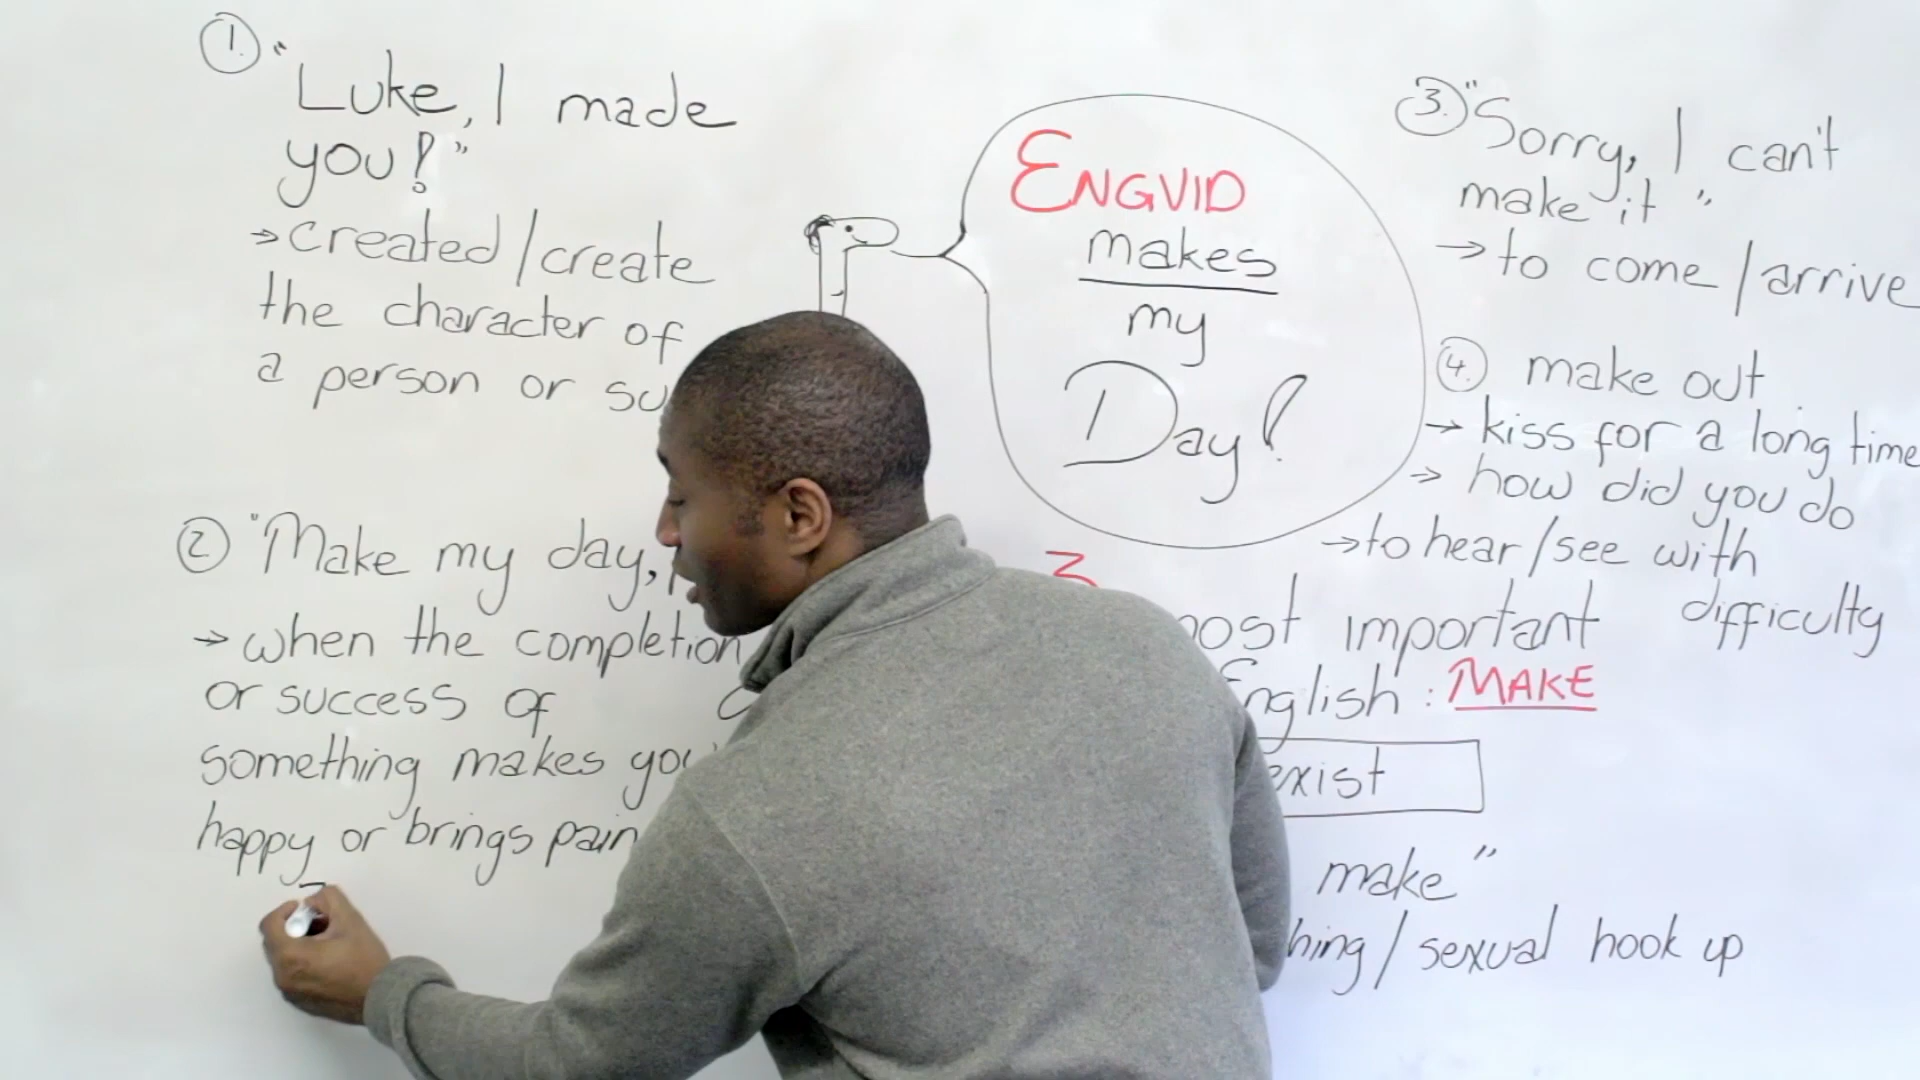 1. "Luke, I made
you!"
→ created/create
the character of
a person or
2 "Make my day,
→ when the completion
or success of
something makes you
happy or brings pain
ENGVID
makes
my
Day!
3
important
English: MAKE
exist
make"
/sexual hook up
3. "Sorry, I can't
make it"
→ to come/arrive
4. make out
→ kiss for a long time
→ how did you do
→ to hear/see with
difficulty